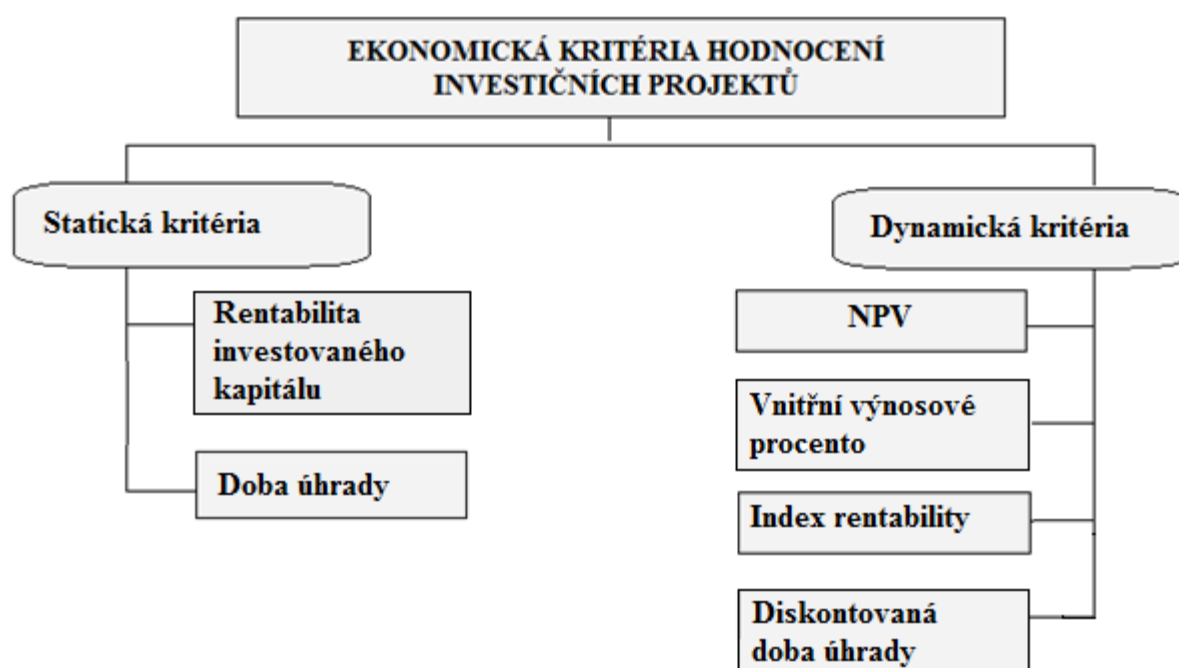 EKONOMICKÁ KRITÉRIA HODNOCENÍ
INVESTIČNÍCH PROJEKTŮ
Statická kritéria
Rentabilita
investovaného
kapitálu
Doba úhrady
Dynamická kritéria
NPV
Vnitřní výnosové
procento
Index rentability
Diskontovaná
doba úhrady